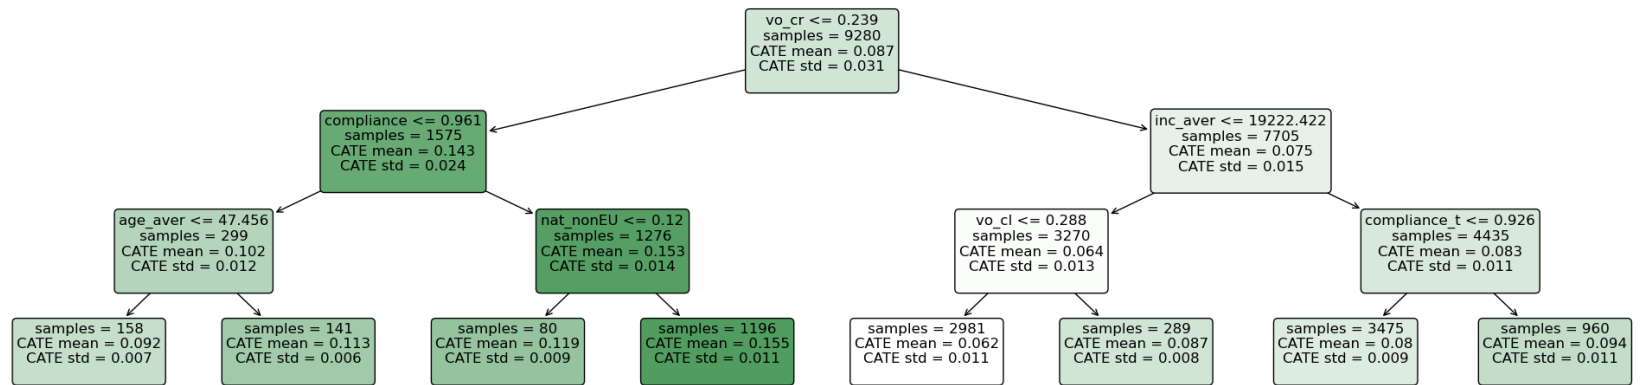 vo_cr <= 0.239
samples = 9280
CATE mean = 0.087
CATE std = 0.031
compliance <= 0.961
samples = 1575
CATE mean = 0.143
CATE std = 0.024
inc_aver <= 19222.422
samples = 7705
CATE mean = 0.075
CATE std = 0.015
age_aver <= 47.456
samples = 299
CATE mean = 0.102
CATE std = 0.012
nat_nonEU <= 0.12
samples = 1276
CATE mean = 0.153
CATE std = 0.014
vo_cl <= 0.288
samples = 3270
CATE mean = 0.064
CATE std = 0.013
compliance_t <= 0.926
samples = 4435
CATE mean = 0.083
CATE std = 0.011
samples = 158
CATE mean = 0.092
CATE std = 0.007
samples = 141
CATE mean = 0.113
CATE std = 0.006
samples = 80
CATE mean = 0.119
CATE std = 0.009
samples = 1196
CATE mean = 0.155
CATE std = 0.011
samples = 2981
CATE mean = 0.062
CATE std = 0.011
samples = 289
CATE mean = 0.087
CATE std = 0.008
samples = 3475
CATE mean = 0.08
CATE std = 0.009
samples = 960
CATE mean = 0.094
CATE std = 0.011